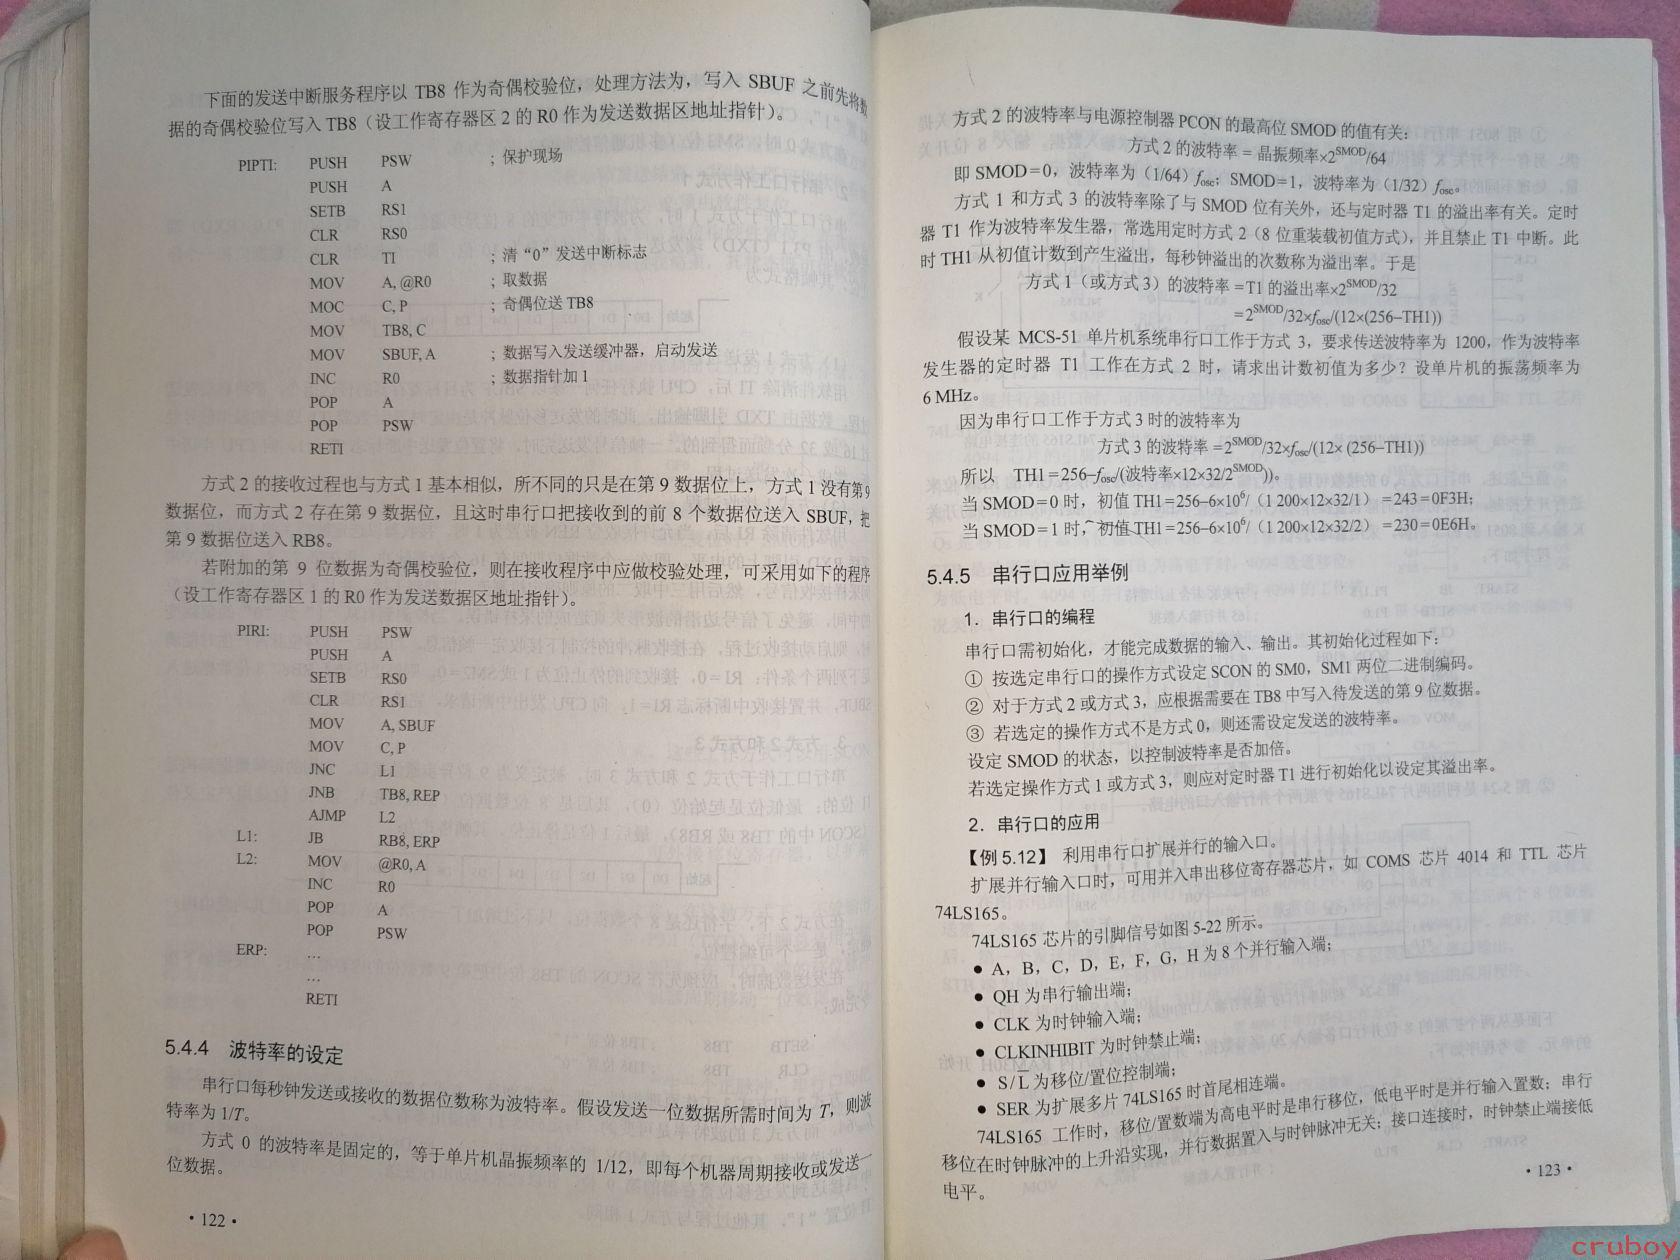 下面的发送中断服务程序以 TB8 作为奇偶校验位，处理方法为，写入 SBUF 之前先将数
据的奇偶校验位写入 TB8（设工作寄存器区 2 的 R0 作为发送数据区地址指针）。
PIPTI: PUSH PSW ；保护现场
PUSH A
SETB RS1
CLR RS0
CLR TI ；清“0”发送中断标志
MOV A, @R0 ；取数据
MOC C, P ；奇偶位送 TB8
MOV TB8, C
MOV SBUF, A ；数据写入发送缓冲器，启动发送
INC R0 ；数据指针加 1
POP A
POP PSW
RETI
方式 2 的接收过程也与方式 1 基本相似，所不同的只是在第 9 数据位上，方式 1 没有第 9
数据位，而方式 2 存在第 9 数据位，且这时串行口把接收到的前 8 个数据位送入 SBUF，把
第 9 数据位送入 RB8。
若附加的第 9 位数据为奇偶校验位，则在接收程序中应做校验处理，可采用如下的程序
（设工作寄存器区 1 的 R0 作为发送数据区地址指针）。
PIRI: PUSH PSW
PUSH A
SETB RS0
CLR RS1
MOV A, SBUF
MOV C, P
JNC L1
JNB TB8, REP
AJMP L2
L1: JB RB8, ERP
L2: MOV @R0, A
INC R0
POP A
POP PSW
ERP: …
…
RETI
5.4.4 波特率的设定
串行口每秒钟发送或接收的数据位数称为波特率。假设发送一位数据所需时间为 T，则波
特率为 1/T。
方式 0 的波特率是固定的，等于单片机晶振频率的 1/12，即每个机器周期接收或发送一
位数据。
·122·
方式 2 的波特率与电源控制器 PCON 的最高位 SMOD 的值有关：
方式 2 的波特率 = 晶振频率×2^SMOD/64
即 SMOD=0，波特率为（1/64）fosc；SMOD=1，波特率为（1/32）fosc。
方式 1 和方式 3 的波特率除了与 SMOD 位有关外，还与定时器 T1 的溢出率有关。定时
器 T1 作为波特率发生器，常选用定时方式 2（8 位重装载初值方式），并且禁止 T1 中断。此
时 TH1 从初值计数到产生溢出，每秒钟溢出的次数称为溢出率。于是
方式 1（或方式 3）的波特率 =T1 的溢出率×2^SMOD/32
=2^SMOD/32×fosc/(12×(256–TH1))
假设某 MCS-51 单片机系统串行口工作于方式 3，要求传送波特率为 1200，作为波特率
发生器的定时器 T1 工作在方式 2 时，请求出计数初值为多少？设单片机的振荡频率为
6 MHz。
因为串行口工作于方式 3 时的波特率为
方式 3 的波特率 =2^SMOD/32×fosc/(12× (256–TH1))
所以 TH1=256–fosc/(波特率×12×32/2^SMOD))。
当 SMOD=0 时，初值 TH1=256–6×10^6/（1 200×12×32/1）=243=0F3H；
当 SMOD=1 时，初值 TH1=256–6×10^6/（1 200×12×32/2）=230=0E6H。
5.4.5 串行口应用举例
1．串行口的编程
串行口需初始化，才能完成数据的输入、输出。其初始化过程如下：
① 按选定串行口的操作方式设定 SCON 的 SM0，SM1 两位二进制编码。
② 对于方式 2 或方式 3，应根据需要在 TB8 中写入待发送的第 9 位数据。
③ 若选定的操作方式不是方式 0，则还需设定发送的波特率。
设定 SMOD 的状态，以控制波特率是否加倍。
若选定操作方式 1 或方式 3，则应对定时器 T1 进行初始化以设定其溢出率。
2．串行口的应用
【例 5.12】 利用串行口扩展并行的输入口。
扩展并行输入口时，可用并入串出移位寄存器芯片，如 COMS 芯片 4014 和 TTL 芯片
74LS165。
74LS165 芯片的引脚信号如图 5-22 所示。
● A，B，C，D，E，F，G，H 为 8 个并行输入端；
● QH 为串行输出端；
● CLK 为时钟输入端；
● CLKINHIBIT 为时钟禁止端；
● S/L̅ 为移位/置位控制端；
● SER 为扩展多片 74LS165 时首尾相连端。
74LS165 工作时，移位/置数端为高电平时是串行移位，低电平时是并行输入置数；串行
移位在时钟脉冲的上升沿实现，并行数据置入与时钟脉冲无关；接口连接时，时钟禁止端接低
电平。
·123·
cruboy